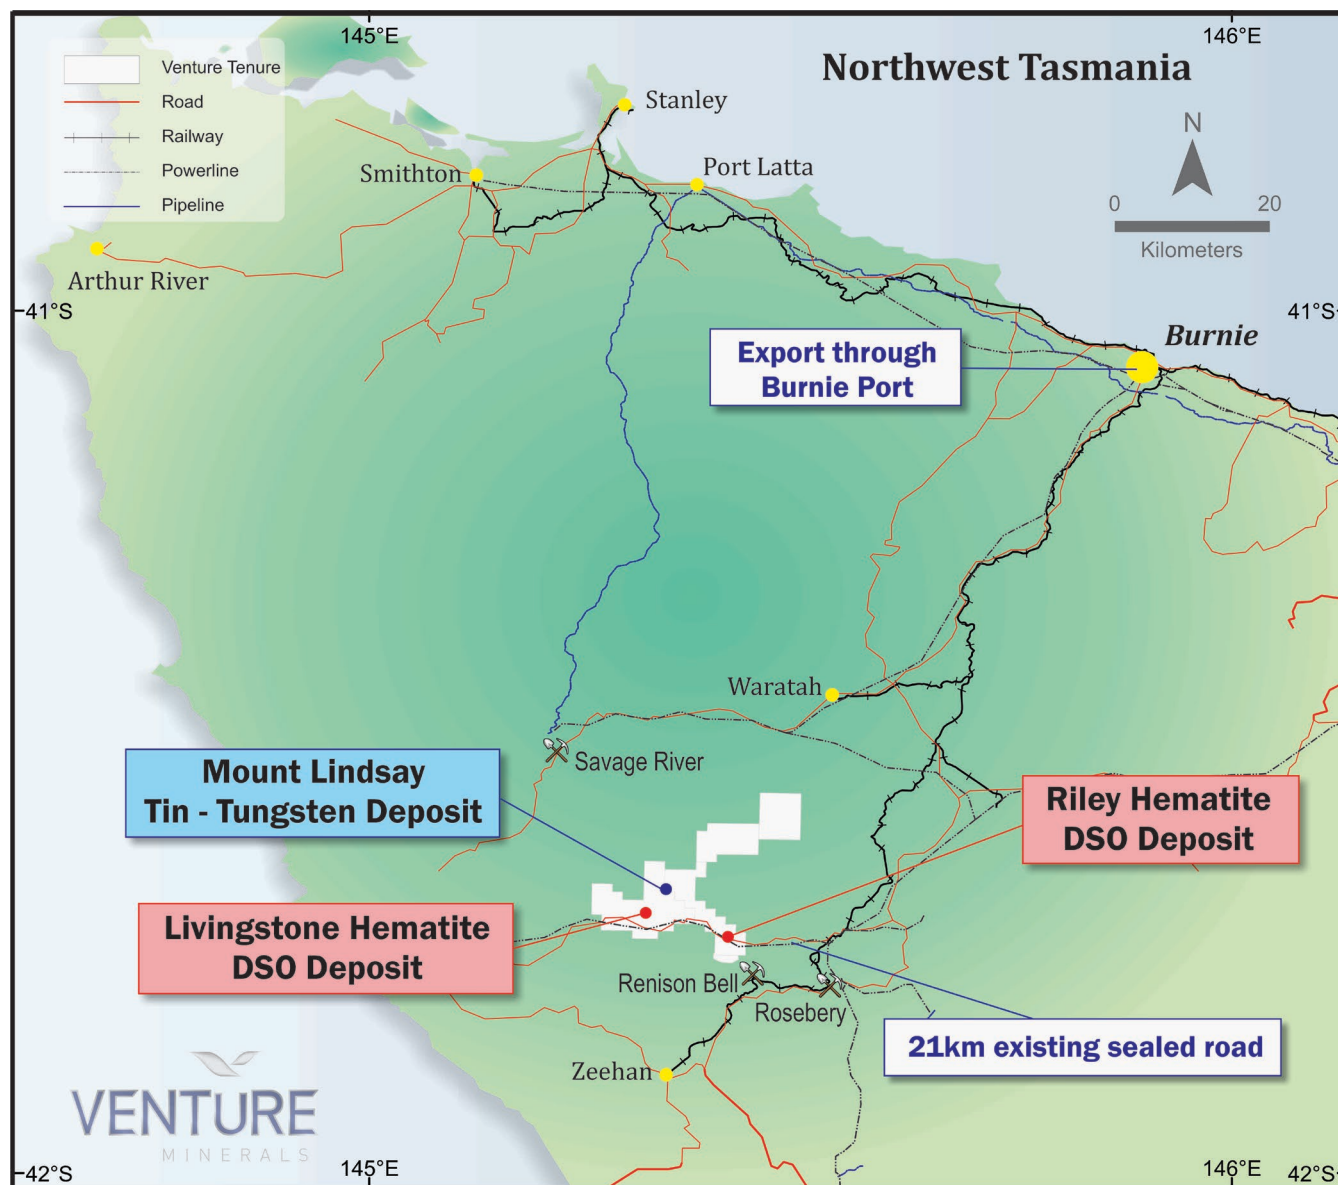 145°E
146°E
Northwest Tasmania
Venture Tenure
Road
Railway
Powerline
Pipeline
N
0
20
Kilometers
Stanley
Smithton
Port Latta
Arthur River
41°S
41°S
Burnie
Export through
Burnie Port
Waratah
Savage River
Mount Lindsay
Tin - Tungsten Deposit
Riley Hematite
DSO Deposit
Livingstone Hematite
DSO Deposit
Renison Bell
Rosebery
21km existing sealed road
Zeehan
VENTURE
MINERALS
42°S
145°E
146°E
42°S